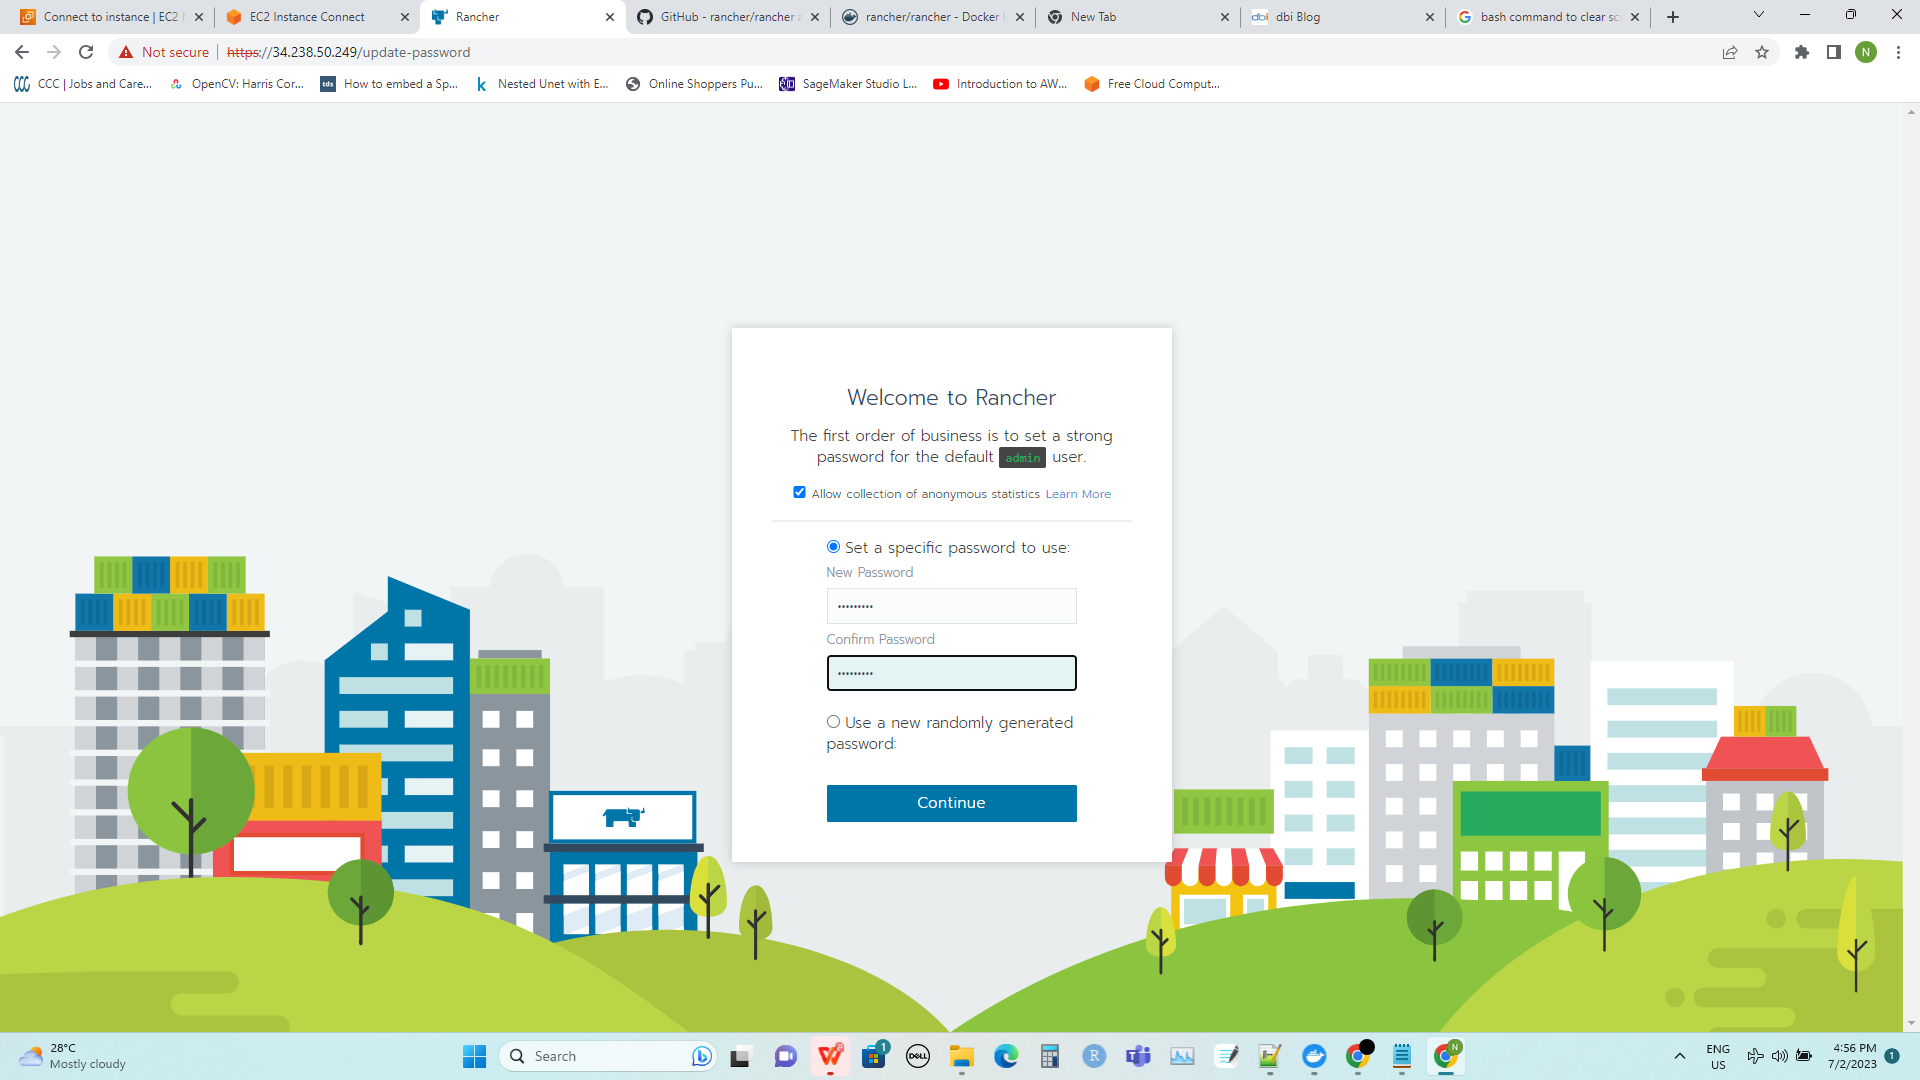 Connect to instance | EC2
EC2 Instance Connect
Rancher
GitHub - rancher/rancher a
rancher/rancher - Docker
New Tab
dbi
dbi Blog
bash command to clear sc
Not secure
https://34.238.50.249/update-password
N
CCC | Jobs and Care...
OpenCV: Harris Cor...
tds
How to embed a Sp...
k
Nested Unet with E...
Online Shoppers Pu...
SageMaker Studio L...
Introduction to AW...
Free Cloud Comput...
Welcome to Rancher
The first order of business is to set a strong
password for the default admin user.
Allow collection of anonymous statistics Learn More
Set a specific password to use:
New Password
•••••••••
Confirm Password
•••••••••
Use a new randomly generated
password:
Continue
28°C
Mostly cloudy
Search
1
DELL
R
N
ENG
US
4:56 PM
7/2/2023
1